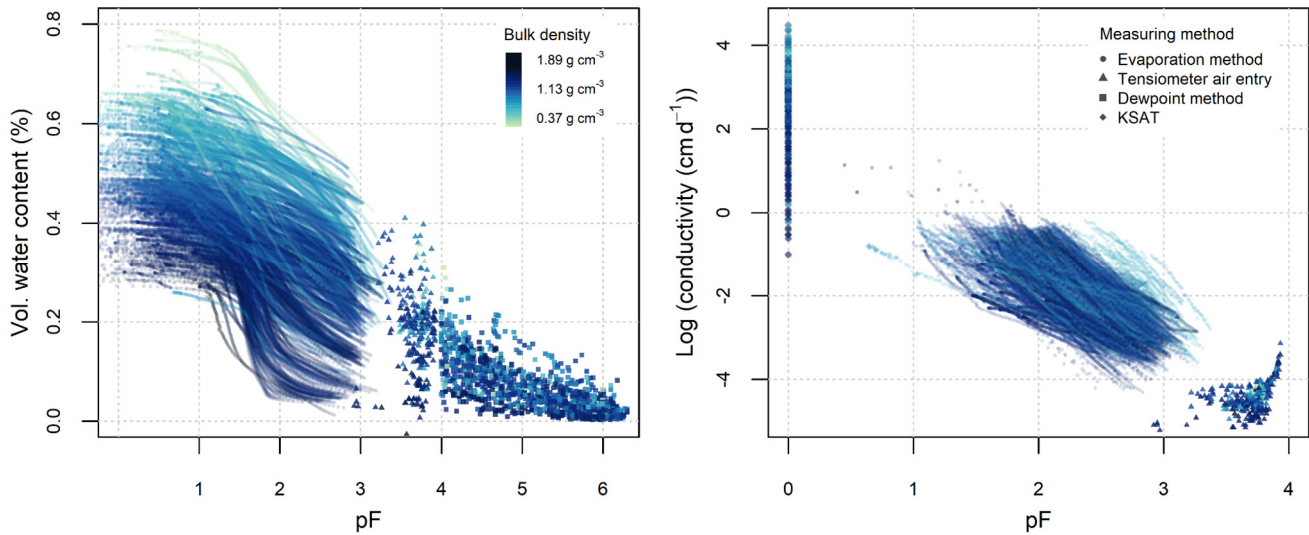 Vol. water content (%)
0.8
0.6
0.4
0.2
0.0
Bulk density
1.89 g cm⁻³
1.13 g cm⁻³
0.37 g cm⁻³
1 2 3 4 5 6
pF
Log (conductivity (cm d⁻¹))
4
2
0
-2
-4
Measuring method
Evaporation method
Tensiometer air entry
Dewpoint method
KSAT
0 1 2 3 4
pF